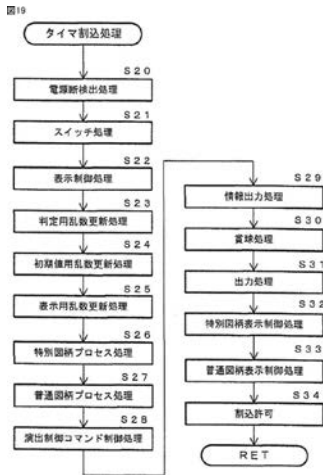 図19
タイマ割込処理
S20
電源断検出処理
S21
スイッチ処理
S22
表示制御処理
S23
判定用乱数更新処理
S24
初期値用乱数更新処理
S25
表示用乱数更新処理
S26
特別図柄プロセス処理
S27
普通図柄プロセス処理
S28
演出制御コマンド制御処理
S29
情報出力処理
S30
賞球処理
S31
出力処理
S32
特別図柄表示制御処理
S33
普通図柄表示制御処理
S34
割込許可
RET